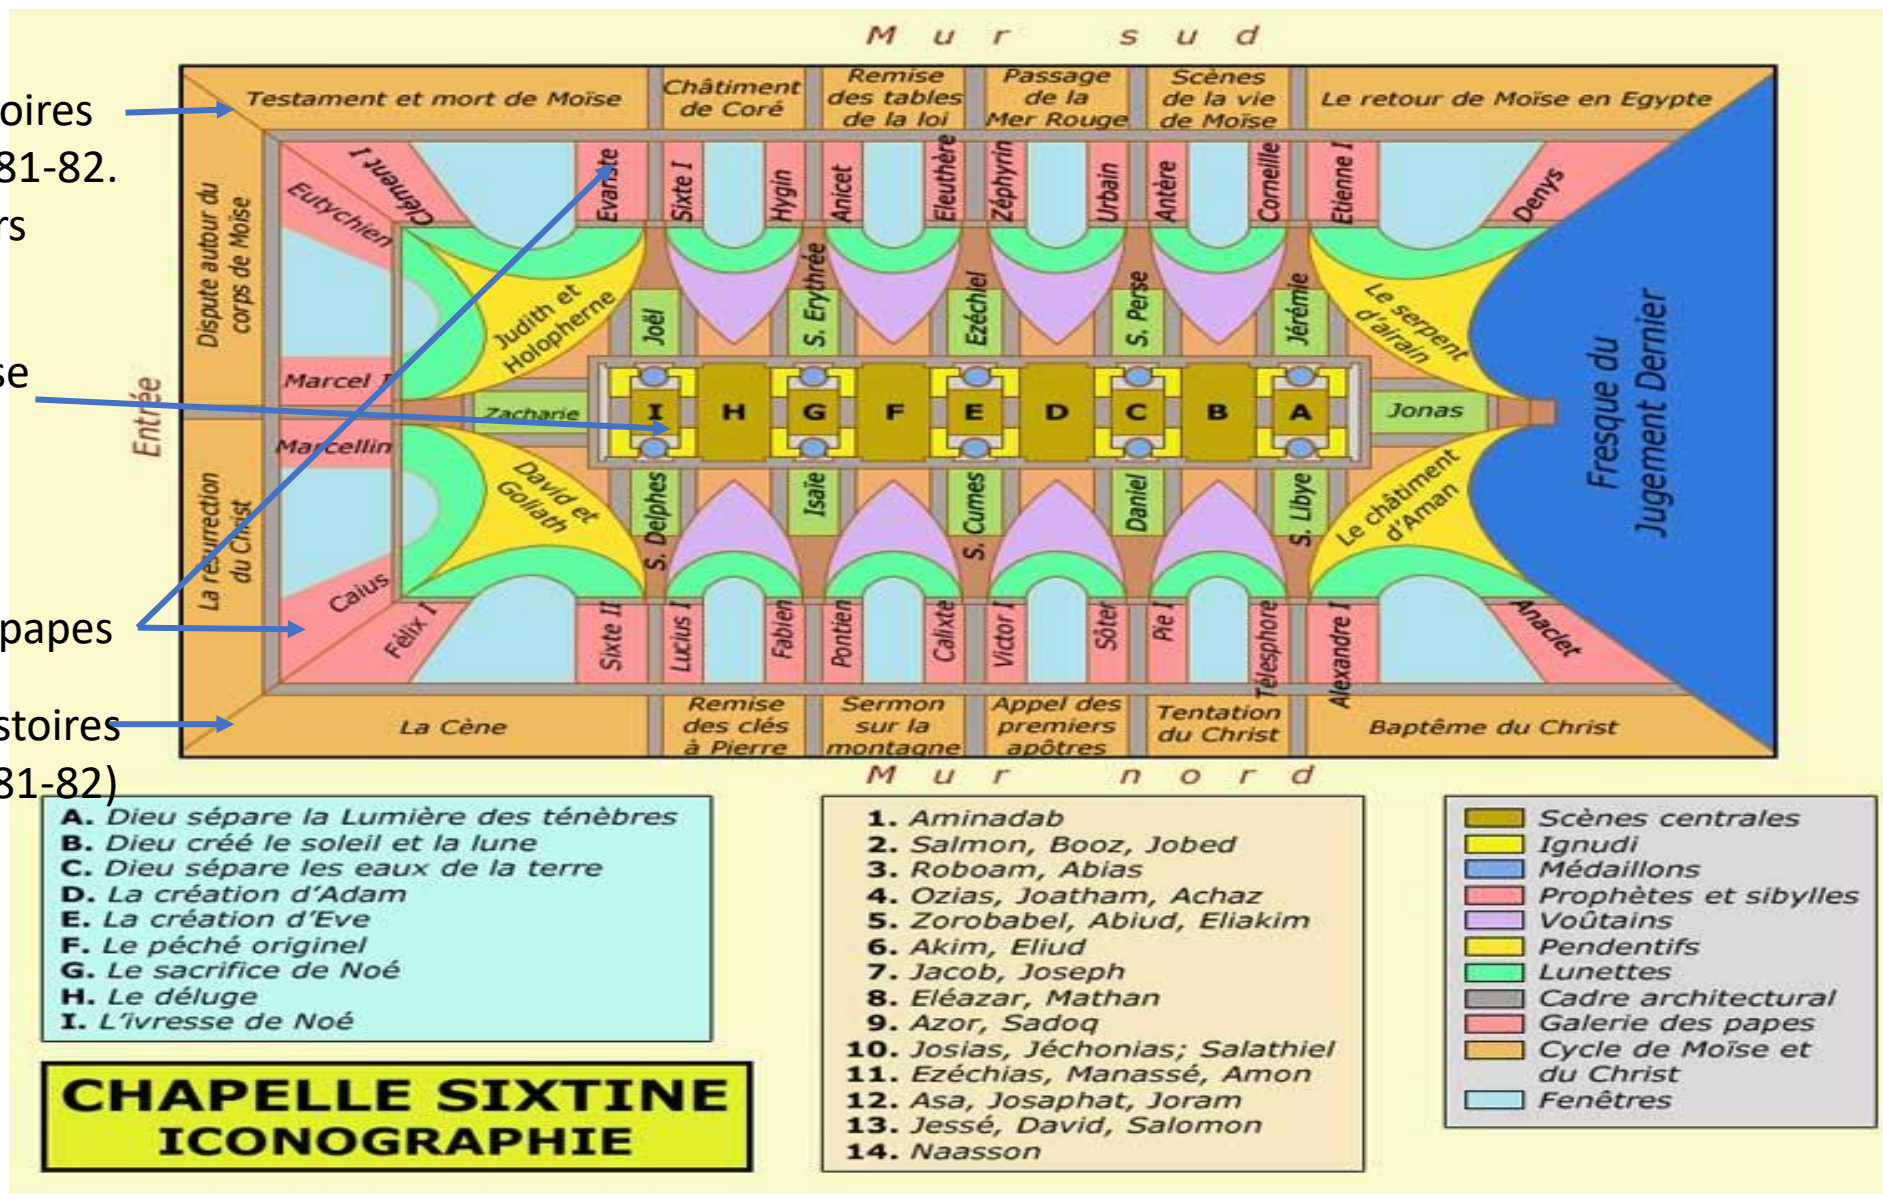 Mur sud
oires
81-82.
rs
se
papes
stoires
81-82)
Testament et mort de Moïse
Châtiment
de Coré
Remise
des tables
de la loi
Passage
de la
Mer Rouge
Scènes
de la vie
de Moïse
Le retour de Moïse en Egypte
Clément I
Evariste
Sixte I
Hygin
Anicet
Eleuthère
Zéphyrin
Urbain
Antère
Corneille
Etienne I
Denys
Entrée
Dispute autour du
corps de Moïse
La résurrection
du Christ
Eutychien
Marcel I
Marcellin
Caius
Judith et
Holopherne
David et
Goliath
Joël
S. Erythrée
Ezéchiel
S. Perse
Jérémie
Le serpent
d'airain
Zacharie
I
H
G
F
E
D
C
B
A
Jonas
S. Delphes
Isaïe
S. Cumes
Daniel
S. Libye
Le châtiment
d'Aman
Fresque du
Jugement Dernier
Félix I
Sixte II
Lucius I
Fabien
Pontien
Calixte
Victor I
Sôter
Pie I
Télesphore
Alexandre I
Anaclet
La Cène
Remise
des clés
à Pierre
Sermon
sur la
montagne
Appel des
premiers
apôtres
Tentation
du Christ
Baptême du Christ
Mur nord
A. Dieu sépare la Lumière des ténèbres
B. Dieu créé le soleil et la lune
C. Dieu sépare les eaux de la terre
D. La création d'Adam
E. La création d'Eve
F. Le péché originel
G. Le sacrifice de Noé
H. Le déluge
I. L'ivresse de Noé
CHAPELLE SIXTINE
ICONOGRAPHIE
1. Aminadab
2. Salmon, Booz, Jobed
3. Roboam, Abias
4. Ozias, Joatham, Achaz
5. Zorobabel, Abiud, Eliakim
6. Akim, Eliud
7. Jacob, Joseph
8. Eléazar, Mathan
9. Azor, Sadoq
10. Josias, Jéchonias; Salathiel
11. Ezéchias, Manassé, Amon
12. Asa, Josaphat, Joram
13. Jessé, David, Salomon
14. Naasson
Scènes centrales
Ignudi
Médaillons
Prophètes et sibylles
Voûtains
Pendentifs
Lunettes
Cadre architectural
Galerie des papes
Cycle de Moïse et
du Christ
Fenêtres